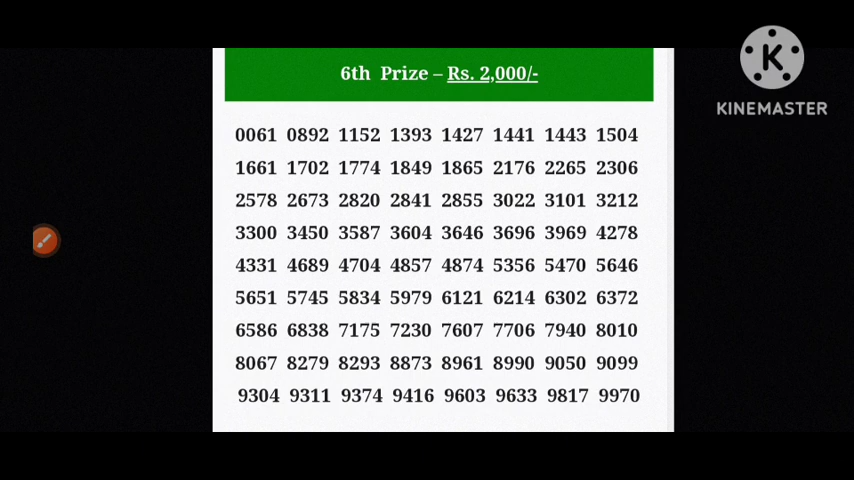 6th Prize – Rs. 2,000/-
KINEMASTER
0061 0892 1152 1393 1427 1441 1443 1504
1661 1702 1774 1849 1865 2176 2265 2306
2578 2673 2820 2841 2855 3022 3101 3212
3300 3450 3587 3604 3646 3696 3969 4278
4331 4689 4704 4857 4874 5356 5470 5646
5651 5745 5834 5979 6121 6214 6302 6372
6586 6838 7175 7230 7607 7706 7940 8010
8067 8279 8293 8873 8961 8990 9050 9099
9304 9311 9374 9416 9603 9633 9817 9970